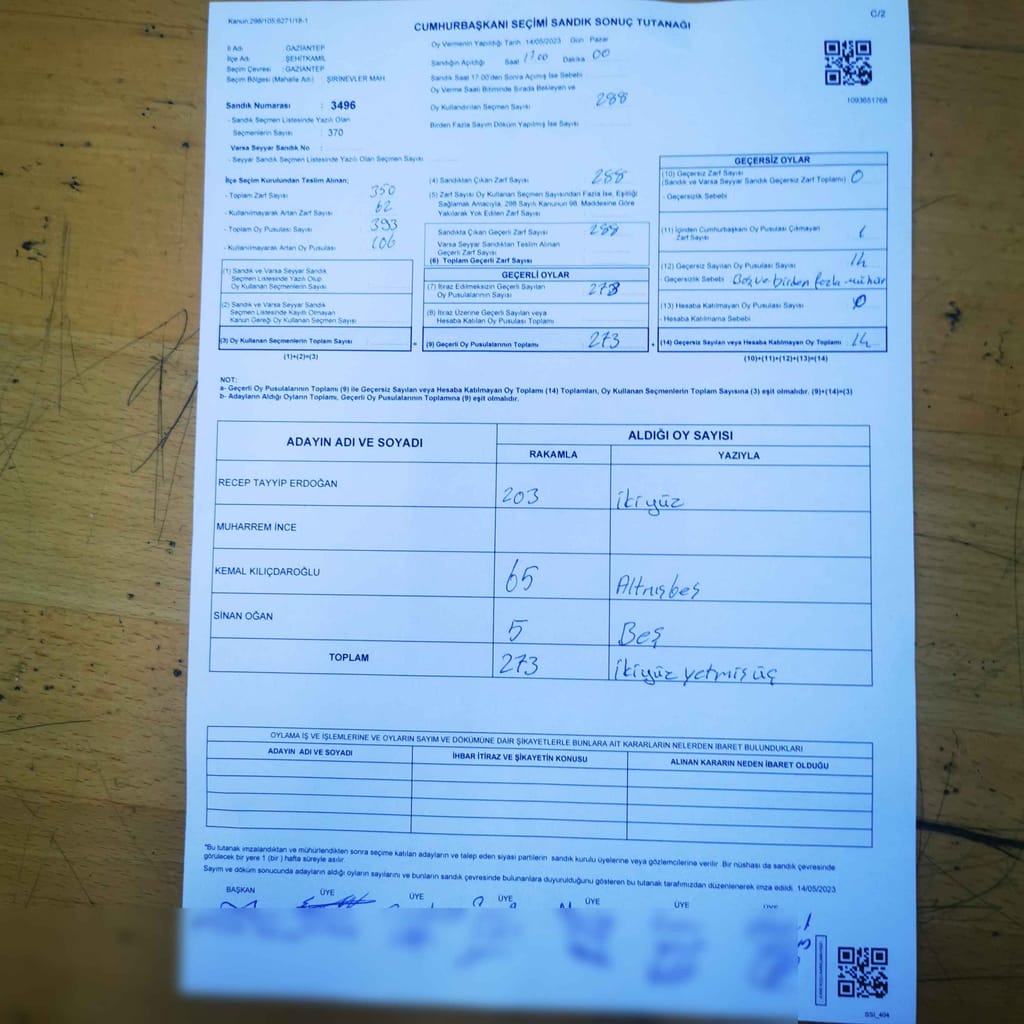 Kanun:298/105:6271/18-1
CUMHURBAŞKANI SEÇİMİ SANDIK SONUÇ TUTANAĞI
C/2
İl Adı : GAZİANTEP
İlçe Adı : ŞEHİTKAMİL
Seçim Çevresi : GAZİANTEP
Seçim Bölgesi (Mahalle Adı) : ŞİRİNEVLER MAH.
Sandık Numarası : 3496
- Sandık Seçmen Listesinde Yazılı Olan
Seçmenlerin Sayısı : 370
Varsa Seyyar Sandık No :
- Seyyar Sandık Seçmen Listesinde Yazılı Olan Seçmen Sayısı
Oy Vermenin Yapıldığı Tarih 14/05/2023 Gün Pazar
Sandığın Açıldığı Saat 17:00 Dakika 00
Sandık Saat 17:00'den Sonra Açılmış İse Sebebi
Oy Verme Saati Bitiminde Sırada Bekleyen ve
Oy Kullandırılan Seçmen Sayısı 288
Birden Fazla Sayım Döküm Yapılmış İse Sayısı
1093651768
İlçe Seçim Kurulundan Teslim Alınan;
- Toplam Zarf Sayısı 350
- Kullanılmayarak Artan Zarf Sayısı 62
- Toplam Oy Pusulası Sayısı 393
- Kullanılmayarak Artan Oy Pusulası 106
(1) Sandık ve Varsa Seyyar Sandık
Seçmen Listesinde Yazılı Olup
Oy Kullanan Seçmen Sayısı
(2) Sandık ve Varsa Seyyar Sandık
Seçmen Listesinde Kayıtlı Olmayan
Kanun Gereği Oy Kullanan Seçmen Sayısı
(3) Oy Kullanan Seçmenlerin Toplam Sayısı
(1)+(2)=(3)
(4) Sandıktan Çıkan Zarf Sayısı 288
(5) Zarf Sayısı Oy Kullanan Seçmen Sayısından Fazla İse, Eşitliği
Sağlamak Amacıyla, 298 Sayılı Kanunun 98. Maddesine Göre
Yakılarak Yok Edilen Zarf Sayısı
Sandıkta Çıkan Geçerli Zarf Sayısı 288
Varsa Seyyar Sandıktan Teslim Alınan
Geçerli Zarf Sayısı
(6) Toplam Geçerli Zarf Sayısı
GEÇERLİ OYLAR
(7) İtiraz Edilmeksizin Geçerli Sayılan
Oy Pusulalarının Sayısı 273
(8) İtiraz Üzerine Geçerli Sayılan veya
Hesaba Katılan Oy Pusulası Toplamı
= (9) Geçerli Oy Pusulalarının Toplamı 273
GEÇERSİZ OYLAR
(10) Geçersiz Zarf Sayısı
(Sandık ve Varsa Seyyar Sandık Geçersiz Zarf Toplamı) 0
- Geçersizlik Sebebi
(11) İçinden Cumhurbaşkanı Oy Pusulası Çıkmayan
Zarf Sayısı 1
(12) Geçersiz Sayılan Oy Pusulası Sayısı 14
- Geçersizlik Sebebi Boş ve birden fazla mühür
(13) Hesaba Katılmayan Oy Pusulası Sayısı 0
- Hesaba Katılmama Sebebi
+ (14) Geçersiz Sayılan veya Hesaba Katılmayan Oy Toplamı 14
(10)+(11)+(12)+(13)=(14)
NOT:
a- Geçerli Oy Pusulalarının Toplamı (9) ile Geçersiz Sayılan veya Hesaba Katılmayan Oy Toplamı (14) Toplamları, Oy Kullanan Seçmenlerin Toplam Sayısına (3) eşit olmalıdır. (9)+(14)=(3)
b- Adayların Aldığı Oyların Toplamı, Geçerli Oy Pusulalarının Toplamına (9) eşit olmalıdır.
ADAYIN ADI VE SOYADI
ALDIĞI OY SAYISI
RAKAMLA YAZIYLA
RECEP TAYYİP ERDOĞAN 203 ikiyüz
MUHARREM İNCE
KEMAL KILIÇDAROĞLU 65 Altmışbeş
SİNAN OĞAN 5 Beş
TOPLAM 273 ikiyüz yetmiş üç
OYLAMA İŞ VE İŞLEMLERİNE VE OYLARIN SAYIM VE DÖKÜMÜNE DAİR ŞİKAYETLERLE BUNLARA AİT KARARLARIN NELERDEN İBARET BULUNDUKLARI
ADAYIN ADI VE SOYADI İHBAR İTİRAZ VE ŞİKAYETİN KONUSU ALINAN KARARIN NEDEN İBARET OLDUĞU
"Bu tutanak imzalandıktan ve mühürlendikten sonra seçime katılan adayların ve talep eden siyasi partilerin sandık kurulu üyelerine veya gözlemcilerine verilir. Bir nüshası da sandık çevresinde
görülecek bir yere 1 (bir ) hafta süreyle asılır.
Sayım ve döküm sonucunda adayların aldığı oyların sayılarını ve bunların sandık çevresinde bulunanlara duyurulduğunu gösteren bu tutanak tarafımızdan düzenlenerek imza edildi. 14/05/2023
BAŞKAN ÜYE ÜYE ÜYE ÜYE ÜYE ÜYE
SSİ_404